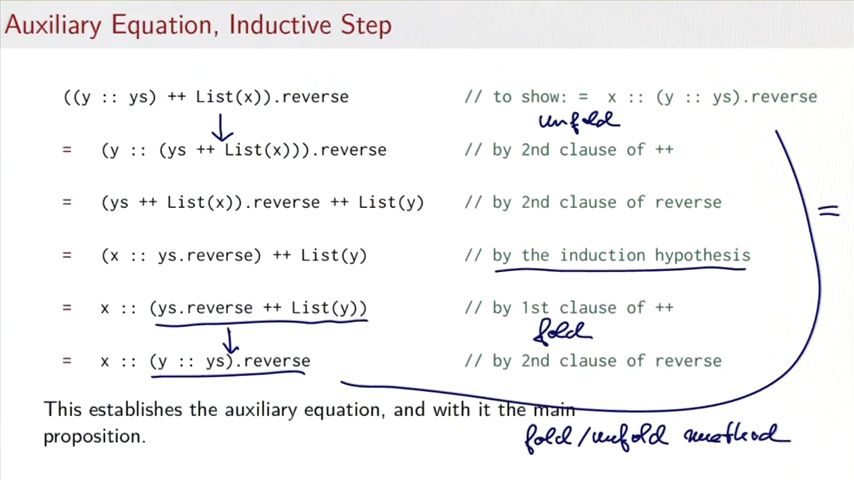 Auxiliary Equation, Inductive Step
((y :: ys) ++ List(x)).reverse // to show: = x :: (y :: ys).reverse
unfold
= (y :: (ys ++ List(x))).reverse // by 2nd clause of ++
=
= (ys ++ List(x)).reverse ++ List(y) // by 2nd clause of reverse
= (x :: ys.reverse) ++ List(y) // by the induction hypothesis
= x :: (ys.reverse ++ List(y)) // by 1st clause of ++
fold
= x :: (y :: ys).reverse // by 2nd clause of reverse
This establishes the auxiliary equation, and with it the main
proposition.
fold/unfold method